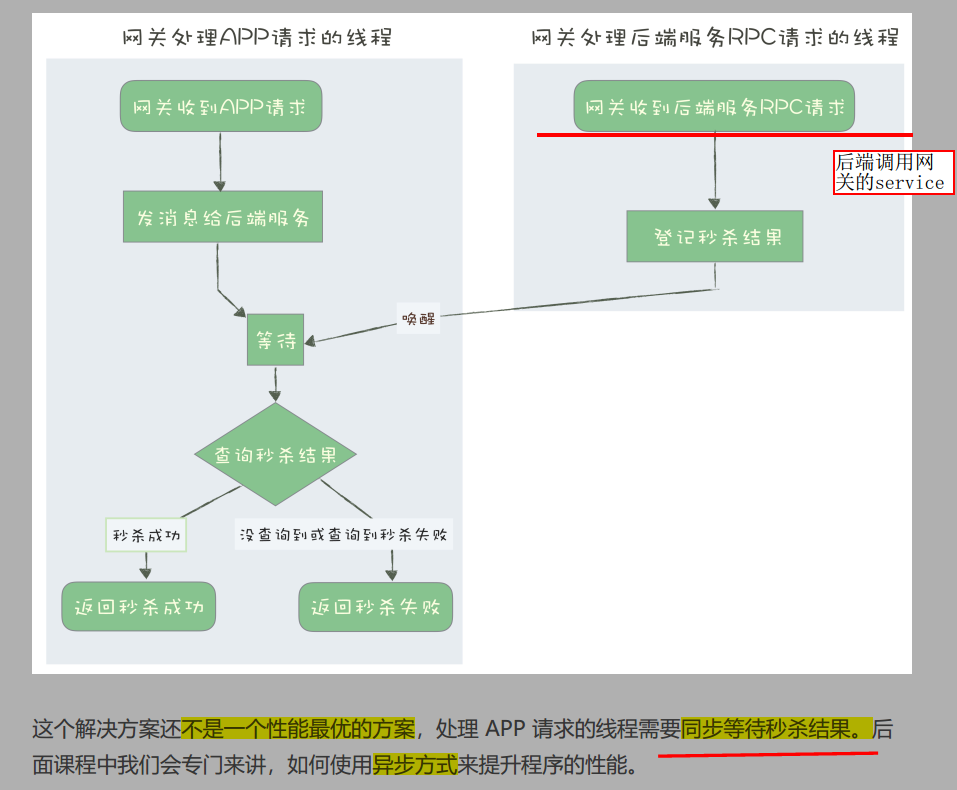 网关处理APP请求的线程
网关处理后端服务RPC请求的线程
网关收到APP请求
网关收到后端服务RPC请求
后端调用网
关的service
发消息给后端服务
登记秒杀结果
唤醒
等待
查询秒杀结果
秒杀成功
没查询到或查询到秒杀失败
返回秒杀成功
返回秒杀失败
这个解决方案还不是一个性能最优的方案，处理 APP 请求的线程需要同步等待秒杀结果。后
面课程中我们会专门来讲，如何使用异步方式来提升程序的性能。